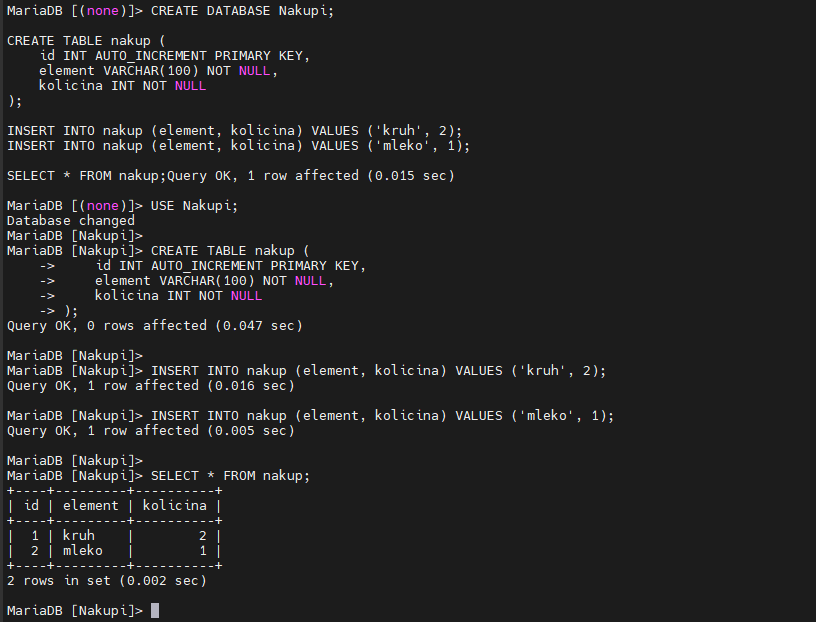 MariaDB [(none)]> CREATE DATABASE Nakupi;
CREATE TABLE nakup (
    id INT AUTO_INCREMENT PRIMARY KEY,
    element VARCHAR(100) NOT NULL,
    kolicina INT NOT NULL
);
INSERT INTO nakup (element, kolicina) VALUES ('kruh', 2);
INSERT INTO nakup (element, kolicina) VALUES ('mleko', 1);
SELECT * FROM nakup;Query OK, 1 row affected (0.015 sec)
MariaDB [(none)]> USE Nakupi;
Database changed
MariaDB [Nakupi]>
MariaDB [Nakupi]> CREATE TABLE nakup (
    ->     id INT AUTO_INCREMENT PRIMARY KEY,
    ->     element VARCHAR(100) NOT NULL,
    ->     kolicina INT NOT NULL
    -> );
Query OK, 0 rows affected (0.047 sec)
MariaDB [Nakupi]>
MariaDB [Nakupi]> INSERT INTO nakup (element, kolicina) VALUES ('kruh', 2);
Query OK, 1 row affected (0.016 sec)
MariaDB [Nakupi]> INSERT INTO nakup (element, kolicina) VALUES ('mleko', 1);
Query OK, 1 row affected (0.005 sec)
MariaDB [Nakupi]>
MariaDB [Nakupi]> SELECT * FROM nakup;
+----+---------+----------+
| id | element | kolicina |
+----+---------+----------+
|  1 | kruh    |        2 |
|  2 | mleko   |        1 |
+----+---------+----------+
2 rows in set (0.002 sec)
MariaDB [Nakupi]>